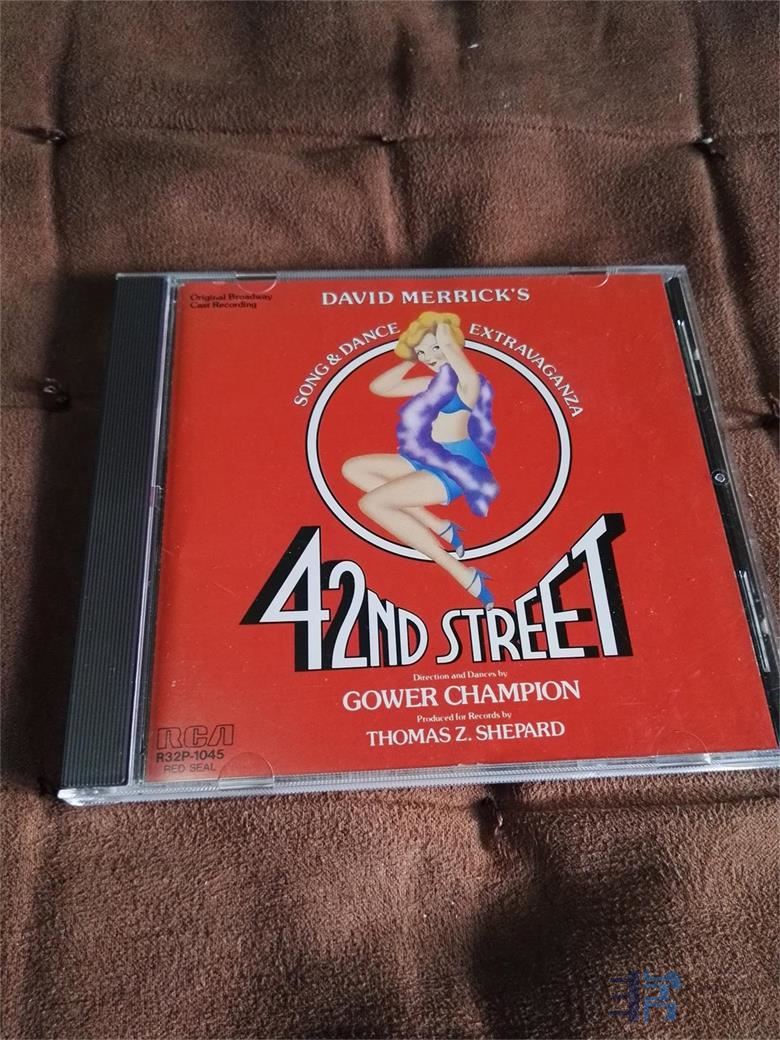 Original Broadway
Cast Recording
DAVID MERRICK'S
SONG & DANCE EXTRAVAGANZA
42ND STREET
Direction and Dances by
GOWER CHAMPION
Produced for Records by
THOMAS Z. SHEPARD
RCA
R32P-1045
RED SEAL